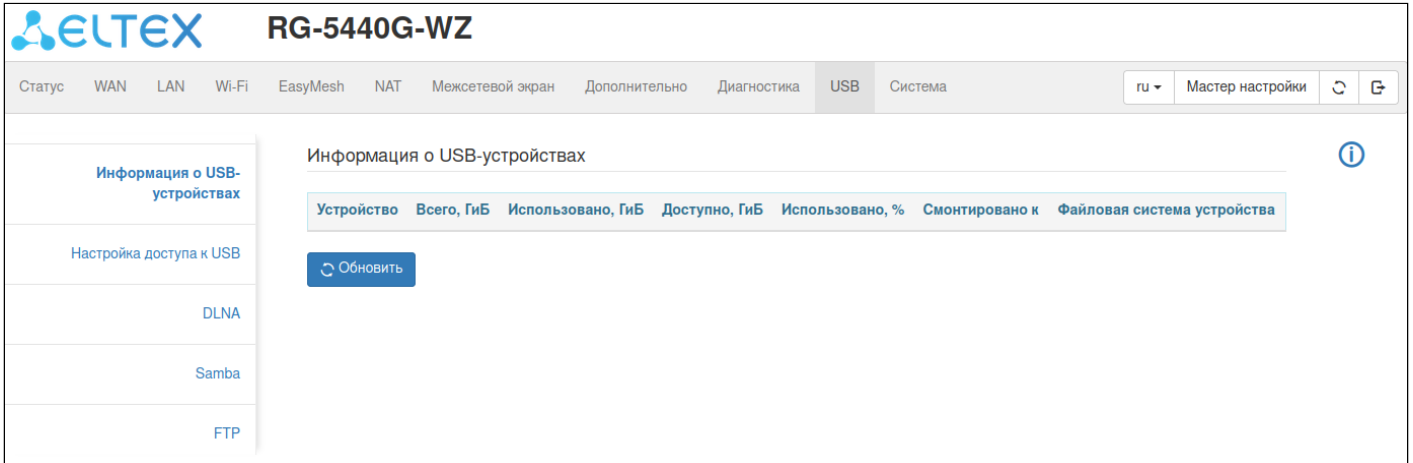 ELTEX RG-5440G-WZ
Статус WAN LAN Wi-Fi EasyMesh NAT Межсетевой экран Дополнительно Диагностика USB Система ru Мастер настройки
Информация о USB-
устройствах
Настройка доступа к USB
DLNA
Samba
FTP
Информация о USB-устройствах
Устройство Всего, ГиБ Использовано, ГиБ Доступно, ГиБ Использовано, % Смонтировано к Файловая система устройства
Обновить